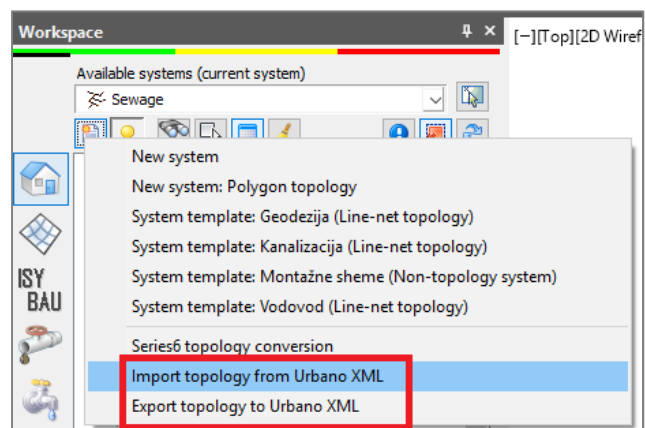 Workspace
[−][Top][2D Wiref
Available systems (current system)
Sewage
New system
New system: Polygon topology
System template: Geodezija (Line-net topology)
System template: Kanalizacija (Line-net topology)
System template: Montažne sheme (Non-topology system)
System template: Vodovod (Line-net topology)
ISY
BAU
Series6 topology conversion
Import topology from Urbano XML
Export topology to Urbano XML